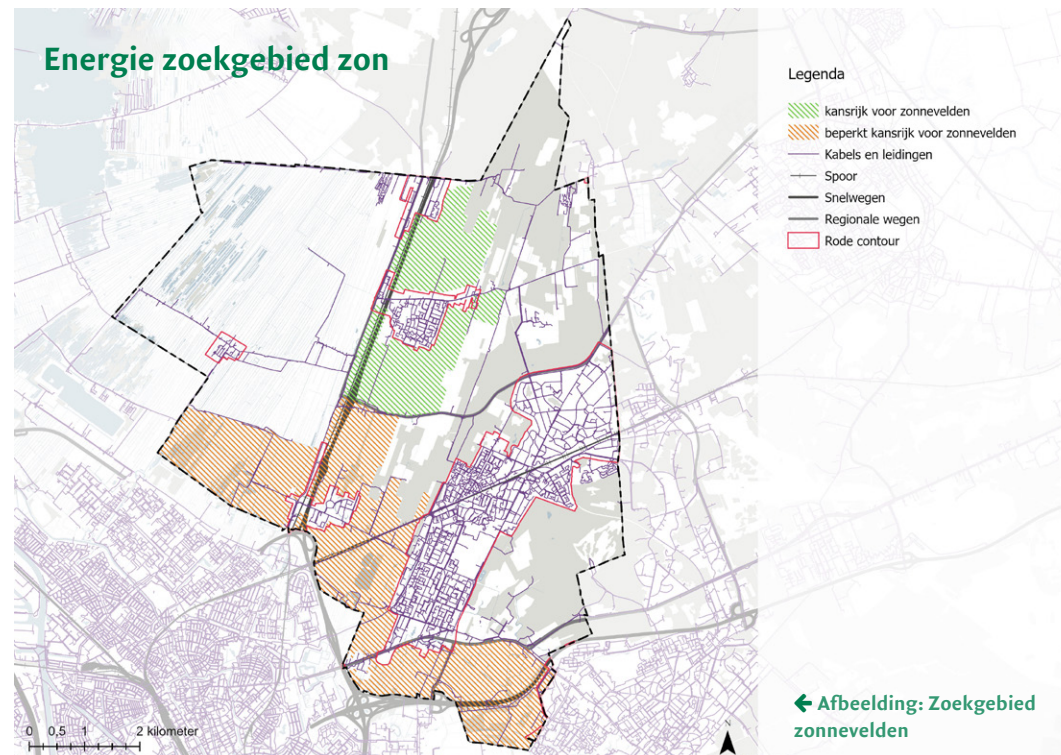 Energie zoekgebied zon
Legenda
kansrijk voor zonnevelden
beperkt kansrijk voor zonnevelden
Kabels en leidingen
Spoor
Snelwegen
Regionale wegen
Rode contour
0 0,5 1 2 kilometer
N
← Afbeelding: Zoekgebied
zonnevelden